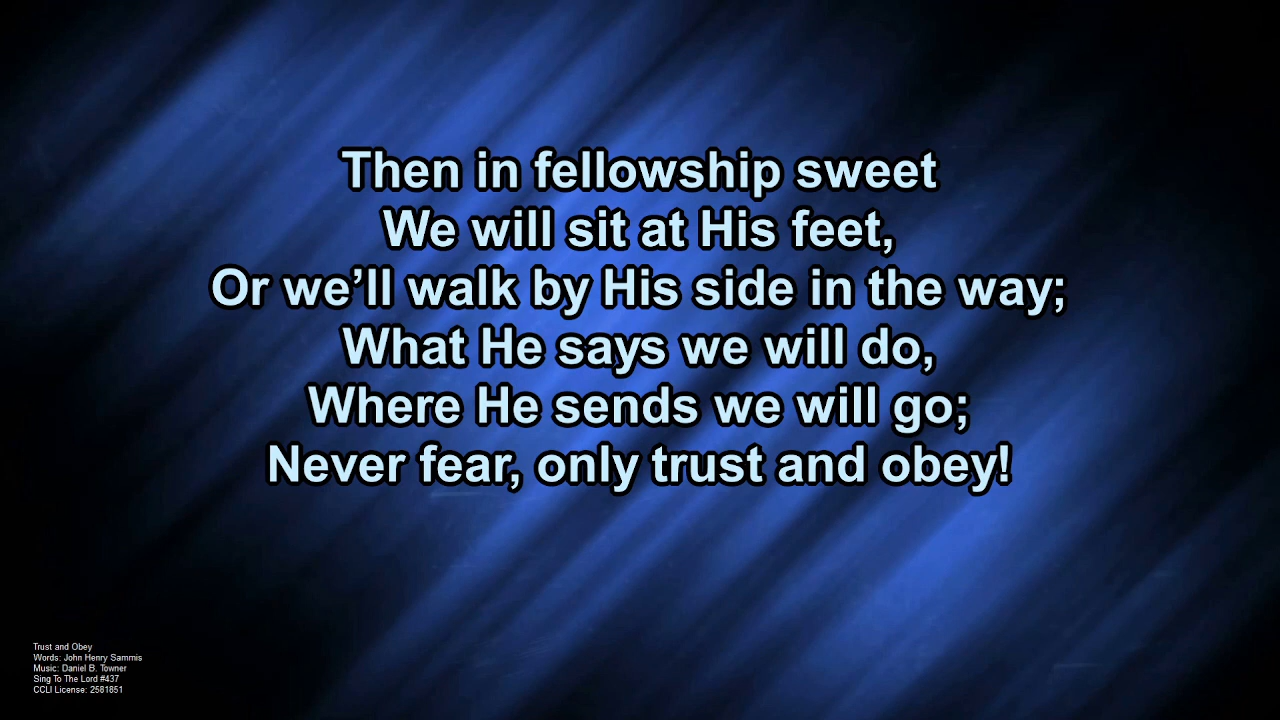 Then in fellowship sweet
We will sit at His feet,
Or we’ll walk by His side in the way;
What He says we will do,
Where He sends we will go;
Never fear, only trust and obey!
Trust and Obey
Words: John Henry Sammis
Music: Daniel B. Towner
Sing To The Lord #437
CCLI License: 2581851